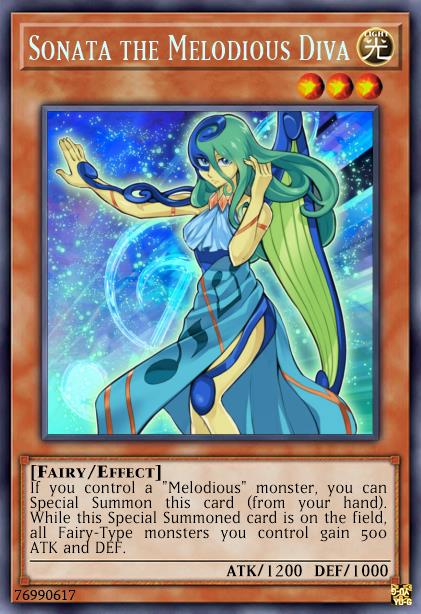 SONATA THE MELODIOUS DIVA
LIGHT
光
[FAIRY/EFFECT]
If you control a "Melodious" monster, you can
Special Summon this card (from your hand).
While this Special Summoned card is on the field,
all Fairy-Type monsters you control gain 500
ATK and DEF.
ATK/1200 DEF/1000
76990617